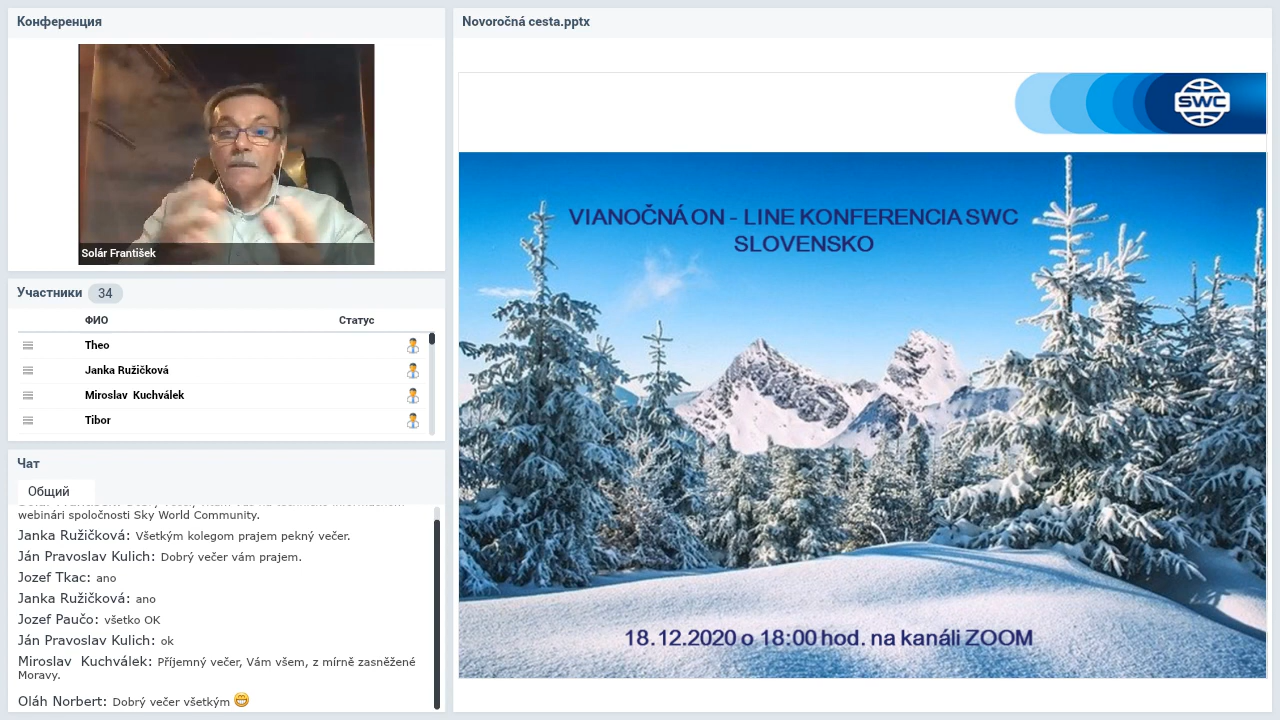 Конференция
Solár František
Участники 34
ФИО Статус
Theo
Janka Ružičková
Miroslav  Kuchválek
Tibor
Чат
Общий
webinári spoločnosti Sky World Community.
Janka Ružičková: Všetkým kolegom prajem pekný večer.
Ján Pravoslav Kulich: Dobrý večer vám prajem.
Jozef Tkac: ano
Janka Ružičková: ano
Jozef Paučo: všetko OK
Ján Pravoslav Kulich: ok
Miroslav  Kuchválek: Příjemný večer, Vám všem, z mírně zasněžené
Moravy.
Oláh Norbert: Dobrý večer všetkým 😁
Novoročná cesta.pptx
SWC
VIANOČNÁ ON - LINE KONFERENCIA SWC
SLOVENSKO
18.12.2020 o 18:00 hod. na kanáli ZOOM